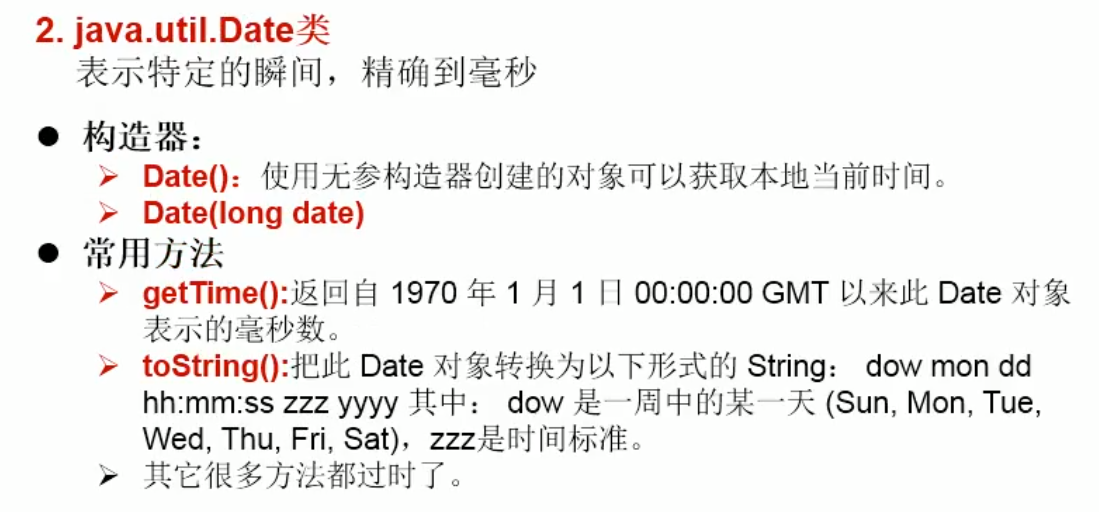 2. java.util.Date类
表示特定的瞬间，精确到毫秒
● 构造器：
➢ Date()：使用无参构造器创建的对象可以获取本地当前时间。
➢ Date(long date)
● 常用方法
➢ getTime():返回自 1970 年 1 月 1 日 00:00:00 GMT 以来此 Date 对象
表示的毫秒数。
➢ toString():把此 Date 对象转换为以下形式的 String： dow mon dd
hh:mm:ss zzz yyyy 其中： dow 是一周中的某一天 (Sun, Mon, Tue,
Wed, Thu, Fri, Sat)，zzz是时间标准。
➢ 其它很多方法都过时了。